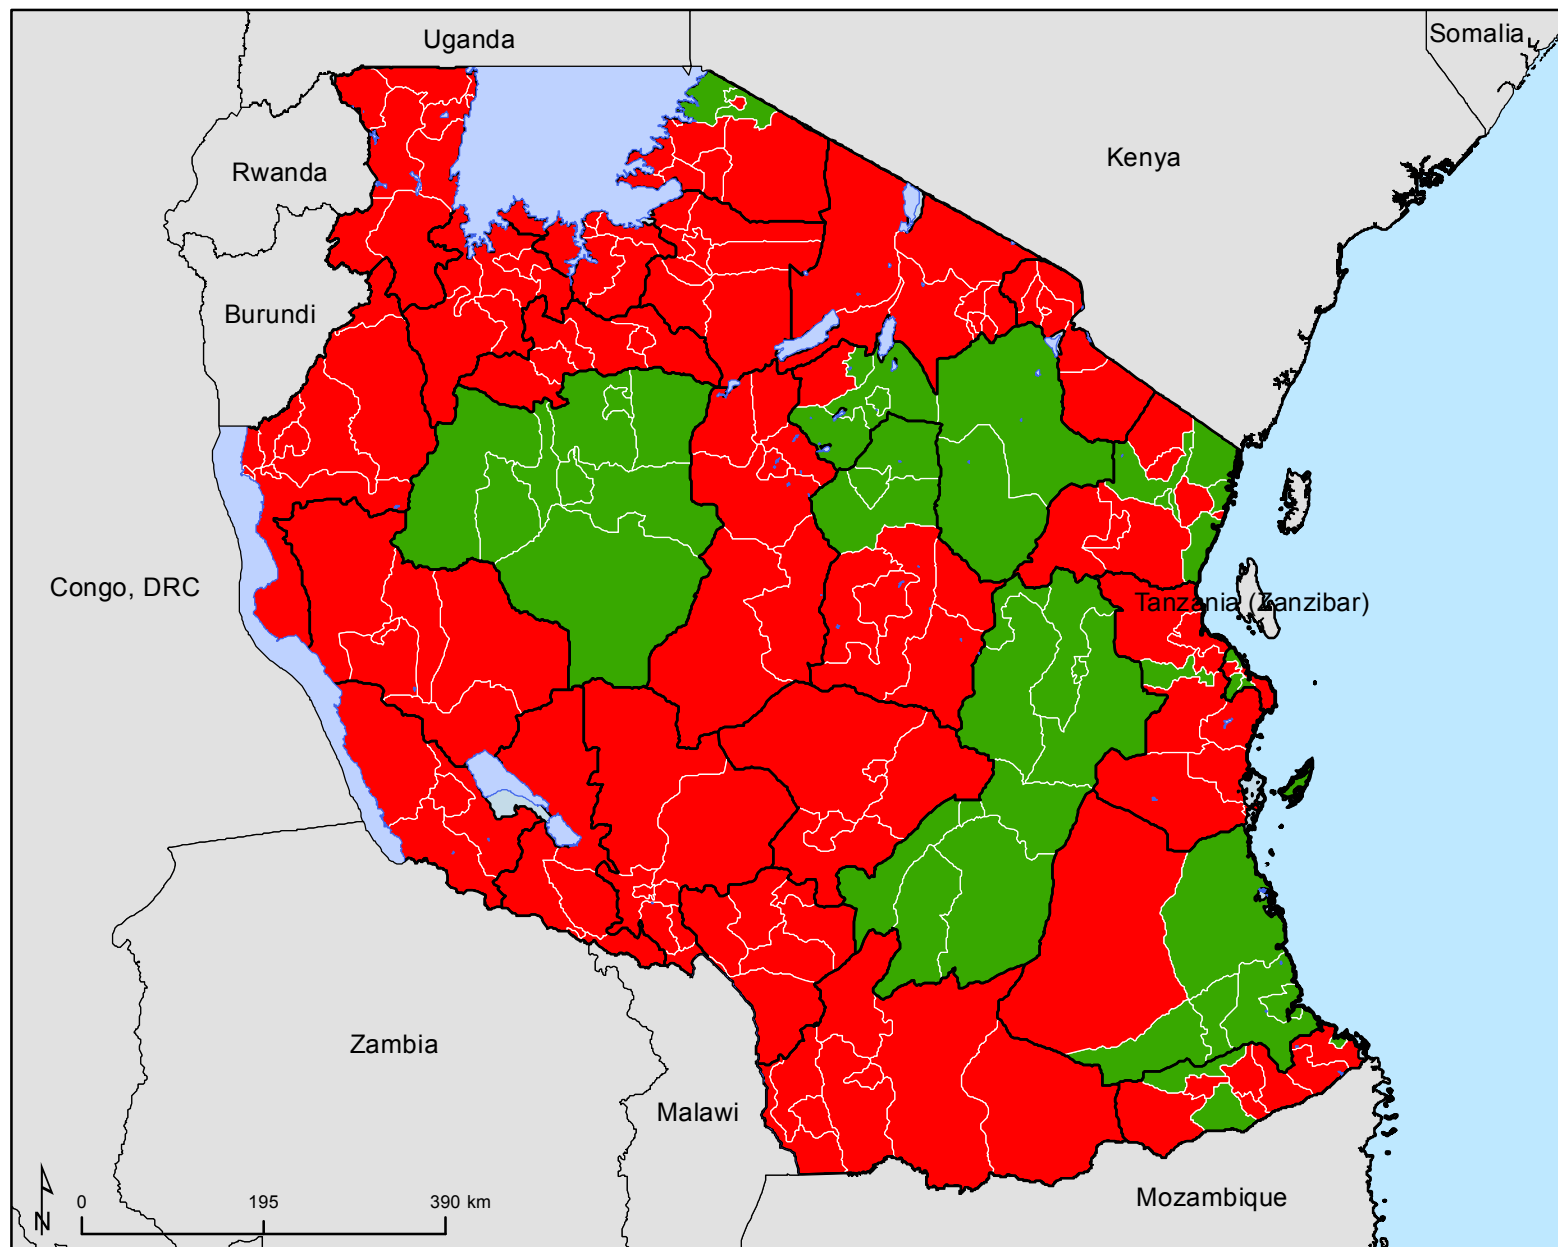 Uganda
Somalia
Kenya
Rwanda
Burundi
Congo, DRC
Tanzania (Zanzibar)
Zambia
Malawi
Mozambique
N
0 195 390 km